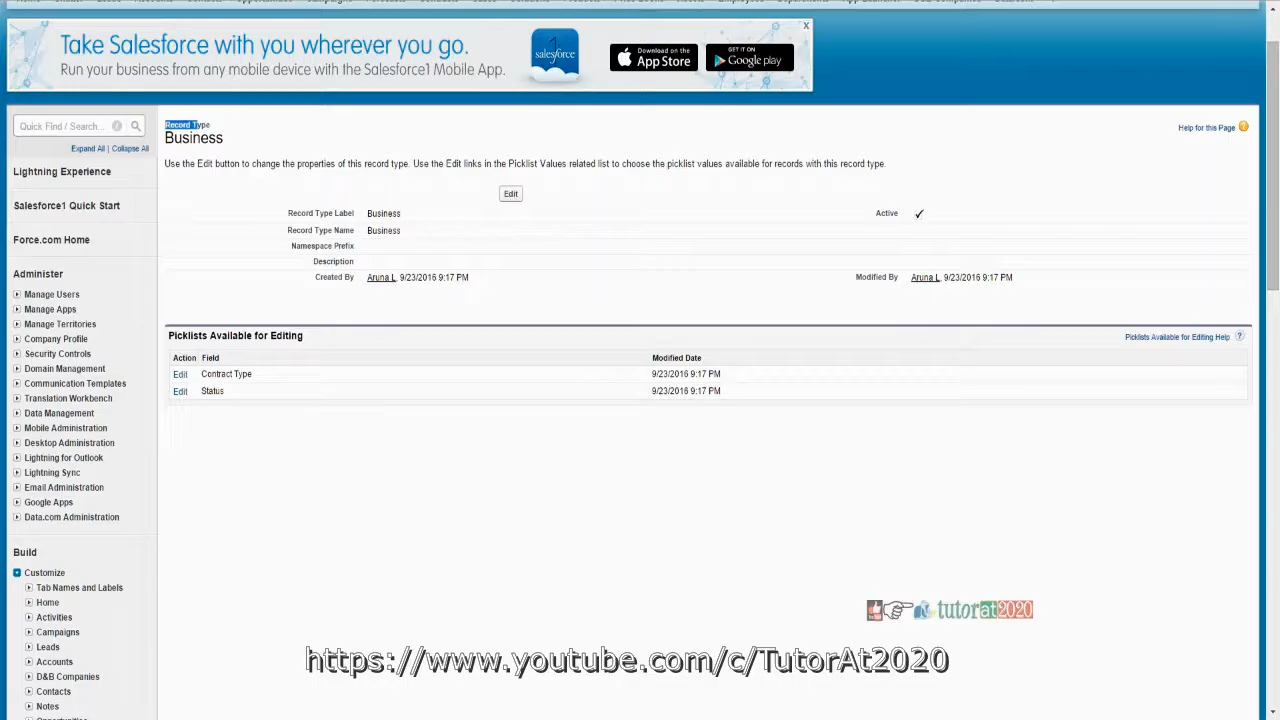 Take Salesforce with you wherever you go.
Run your business from any mobile device with the Salesforce1 Mobile App.
salesforce
Download on the
App Store
GET IT ON
Google play
X
Quick Find / Search...
Expand All | Collapse All
Lightning Experience
Salesforce1 Quick Start
Force.com Home
Administer
Manage Users
Manage Apps
Manage Territories
Company Profile
Security Controls
Domain Management
Communication Templates
Translation Workbench
Data Management
Mobile Administration
Desktop Administration
Lightning for Outlook
Lightning Sync
Email Administration
Google Apps
Data.com Administration
Build
Customize
Tab Names and Labels
Home
Activities
Campaigns
Leads
Accounts
D&B Companies
Contacts
Notes
Record Type
Business
Help for this Page ?
Use the Edit button to change the properties of this record type. Use the Edit links in the Picklist Values related list to choose the picklist values available for records with this record type.
Edit
Record Type Label Business Active
Record Type Name Business
Namespace Prefix
Description
Created By Aruna L, 9/23/2016 9:17 PM Modified By Aruna L, 9/23/2016 9:17 PM
Picklists Available for Editing
Picklists Available for Editing Help ?
Action Field Modified Date
Edit Contract Type 9/23/2016 9:17 PM
Edit Status 9/23/2016 9:17 PM
tutorat2020
https://www.youtube.com/c/TutorAt2020